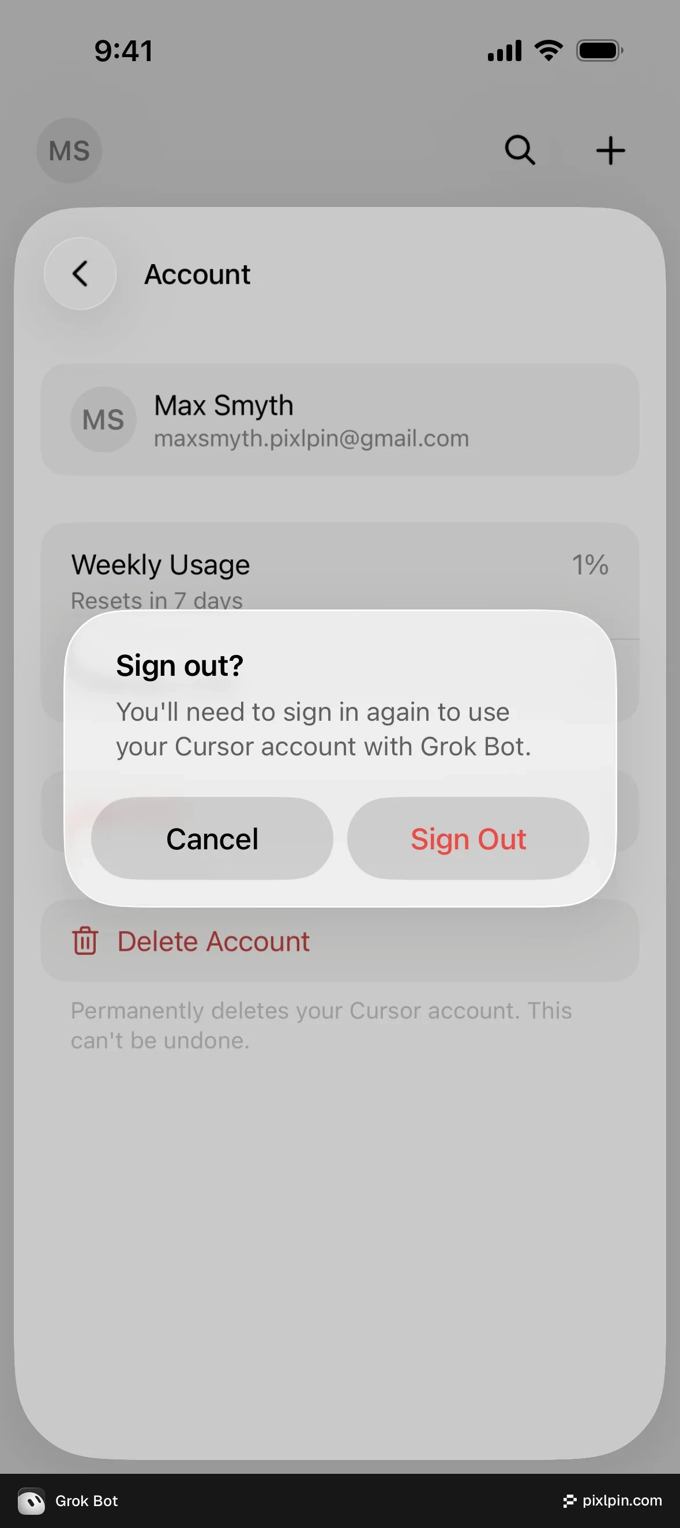 9:41
MS
Account
MS
Max Smyth
maxsmyth.pixlpin@gmail.com
Weekly Usage
1%
Resets in 7 days
Sign out?
You'll need to sign in again to use
your Cursor account with Grok Bot.
Cancel
Sign Out
Delete Account
Permanently deletes your Cursor account. This
can't be undone.
Grok Bot
pixlpin.com